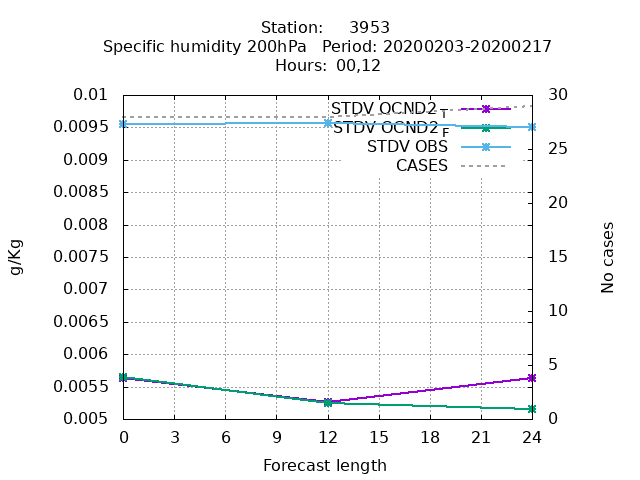 Station: 3953
Specific humidity 200hPa Period: 20200203-20200217
Hours: 00,12
0.01
0.0095
0.009
0.0085
0.008
0.0075
0.007
0.0065
0.006
0.0055
0.005
g/Kg
STDV OCND2 T
STDV OCND2 F
STDV OBS
CASES
30
25
20
15
10
5
0
No cases
0 3 6 9 12 15 18 21 24
Forecast length